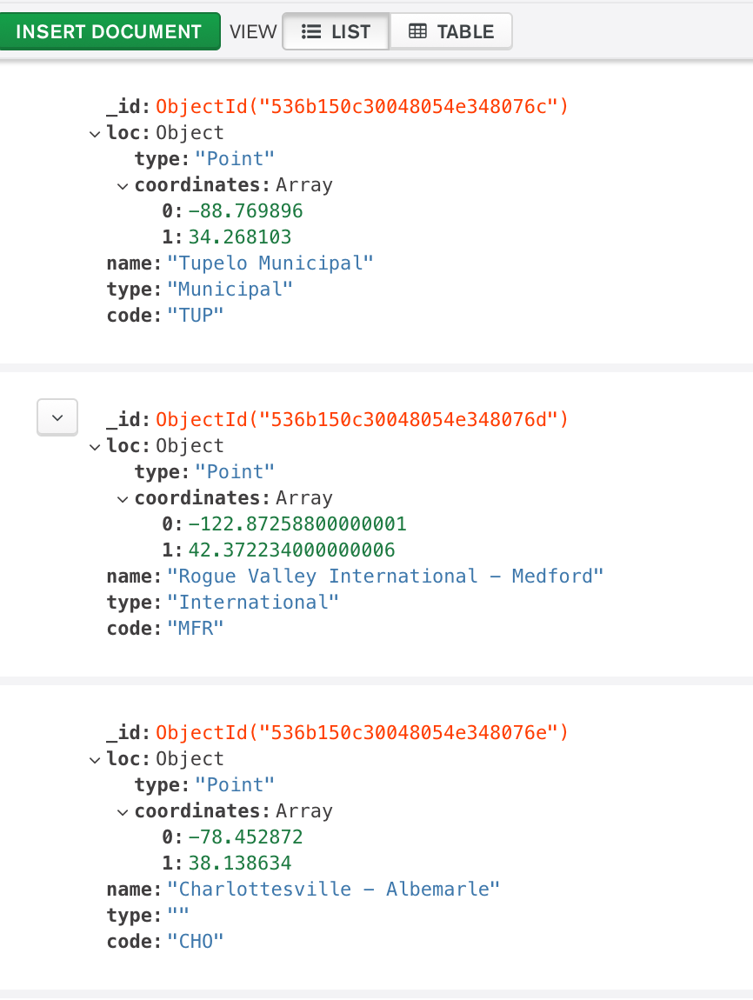 INSERT DOCUMENT VIEW LIST TABLE
_id: ObjectId("536b150c30048054e348076c")
loc: Object
type: "Point"
coordinates: Array
0: -88.769896
1: 34.268103
name: "Tupelo Municipal"
type: "Municipal"
code: "TUP"
_id: ObjectId("536b150c30048054e348076d")
loc: Object
type: "Point"
coordinates: Array
0: -122.87258800000001
1: 42.372234000000006
name: "Rogue Valley International - Medford"
type: "International"
code: "MFR"
_id: ObjectId("536b150c30048054e348076e")
loc: Object
type: "Point"
coordinates: Array
0: -78.452872
1: 38.138634
name: "Charlottesville - Albemarle"
type: ""
code: "CHO"